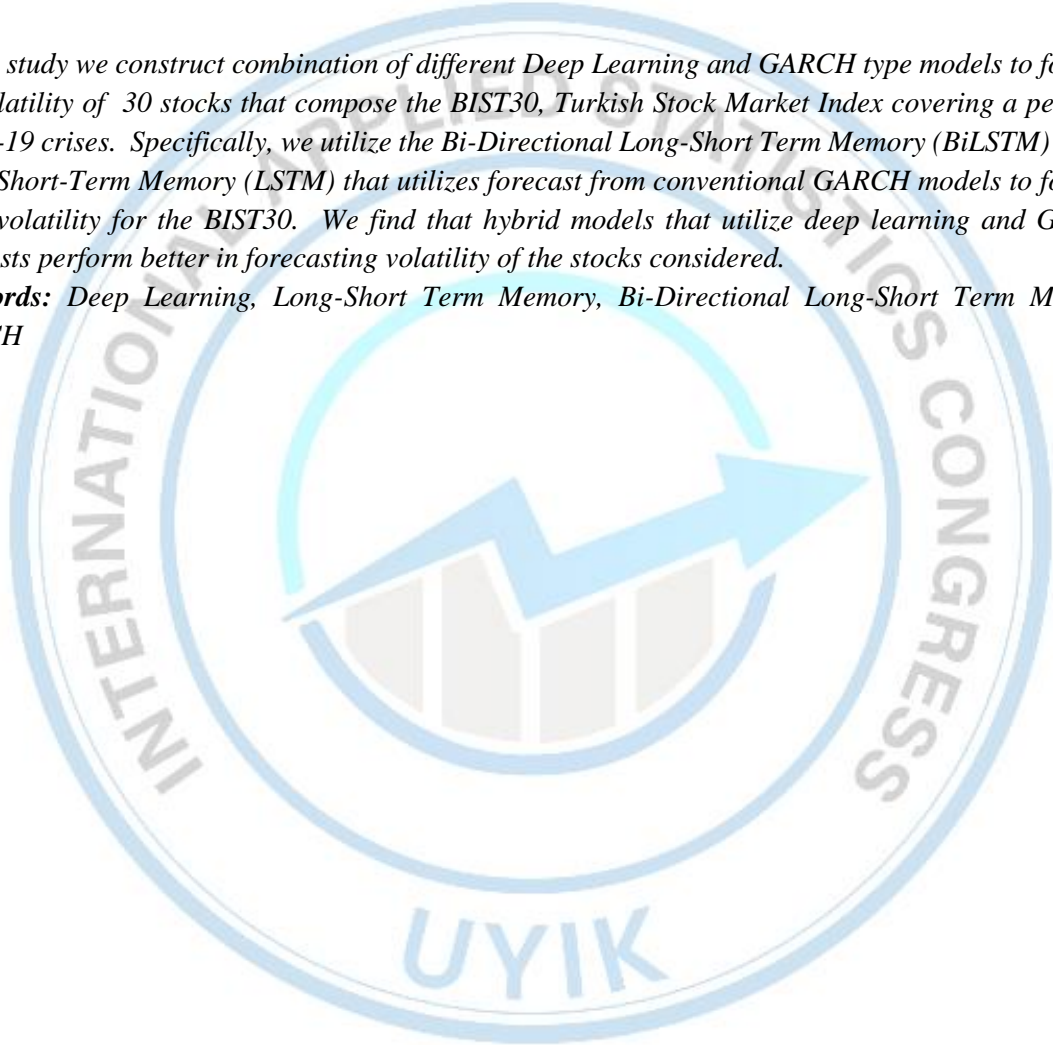 study we construct combination of different Deep Learning and GARCH type models to fo
latility of 30 stocks that compose the BIST30, Turkish Stock Market Index covering a pe
-19 crises. Specifically, we utilize the Bi-Directional Long-Short Term Memory (BiLSTM)
Short-Term Memory (LSTM) that utilizes forecast from conventional GARCH models to fo
volatility for the BIST30. We find that hybrid models that utilize deep learning and G
sts perform better in forecasting volatility of the stocks considered.
ords: Deep Learning, Long-Short Term Memory, Bi-Directional Long-Short Term M
CH
INTERNATIONAL APPLIED STATISTICS CONGRESS
UYIK